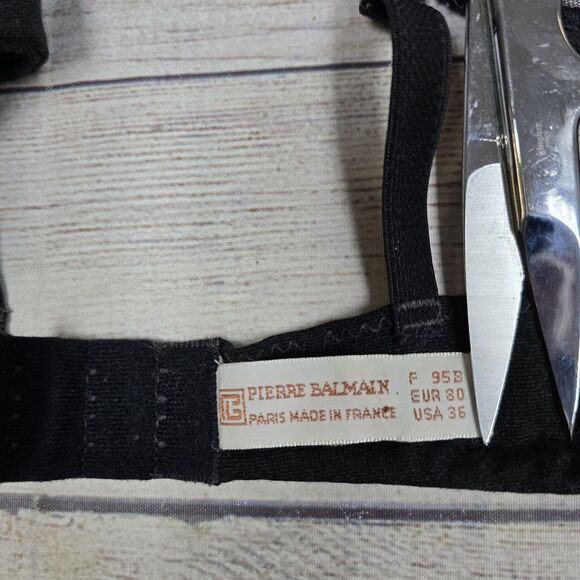 PIERRE BALMAIN F 95B
PARIS MADE IN FRANCE EUR 80
USA 36